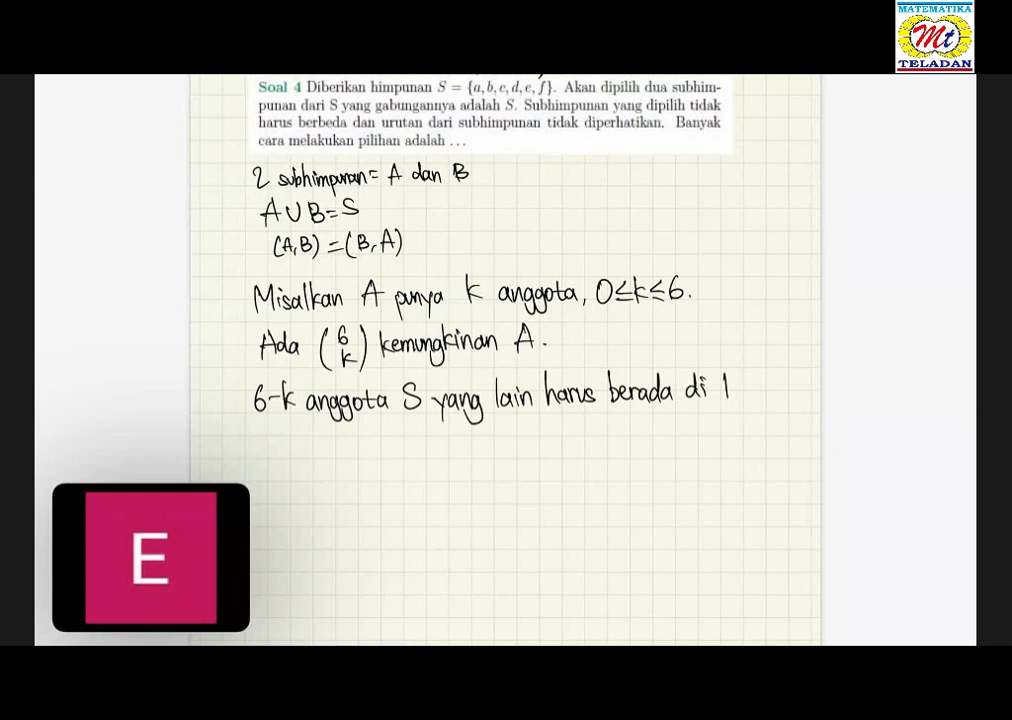 MATEMATIKA
Mt
TELADAN
Soal 4 Diberikan himpunan S = {a, b, c, d, e, f}. Akan dipilih dua subhim-
punan dari S yang gabungannya adalah S. Subhimpunan yang dipilih tidak
harus berbeda dan urutan dari subhimpunan tidak diperhatikan. Banyak
cara melakukan pilihan adalah ...
2 subhimpunan = A dan B
A∪B=S
(A,B) = (B,A)
Misalkan A punya k anggota, 0≤k≤6.
Ada (6 k) kemungkinan A.
6-k anggota S yang lain harus berada di
E